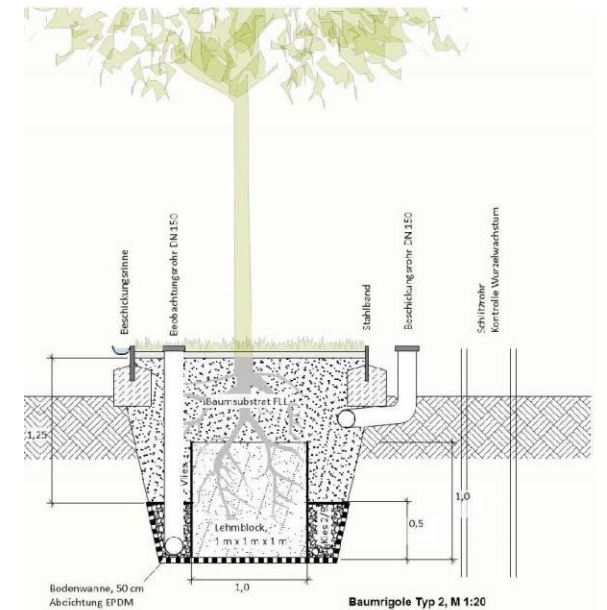 Beschickungsrinne
Beobachtungsrohr DN 150
Stahlband
Beschickungsrohr DN 150
Schlitzrohr
Kontrolle Wurzelwachstum
Baumsubstrat FLL
1,25
Vlies
1,0
0,5
Lehmblock,
1 m x 1 m x 1 m
1,0
Bodenwanne, 50 cm
Abdichtung EPDM
Baumrigole Typ 2, M 1:20